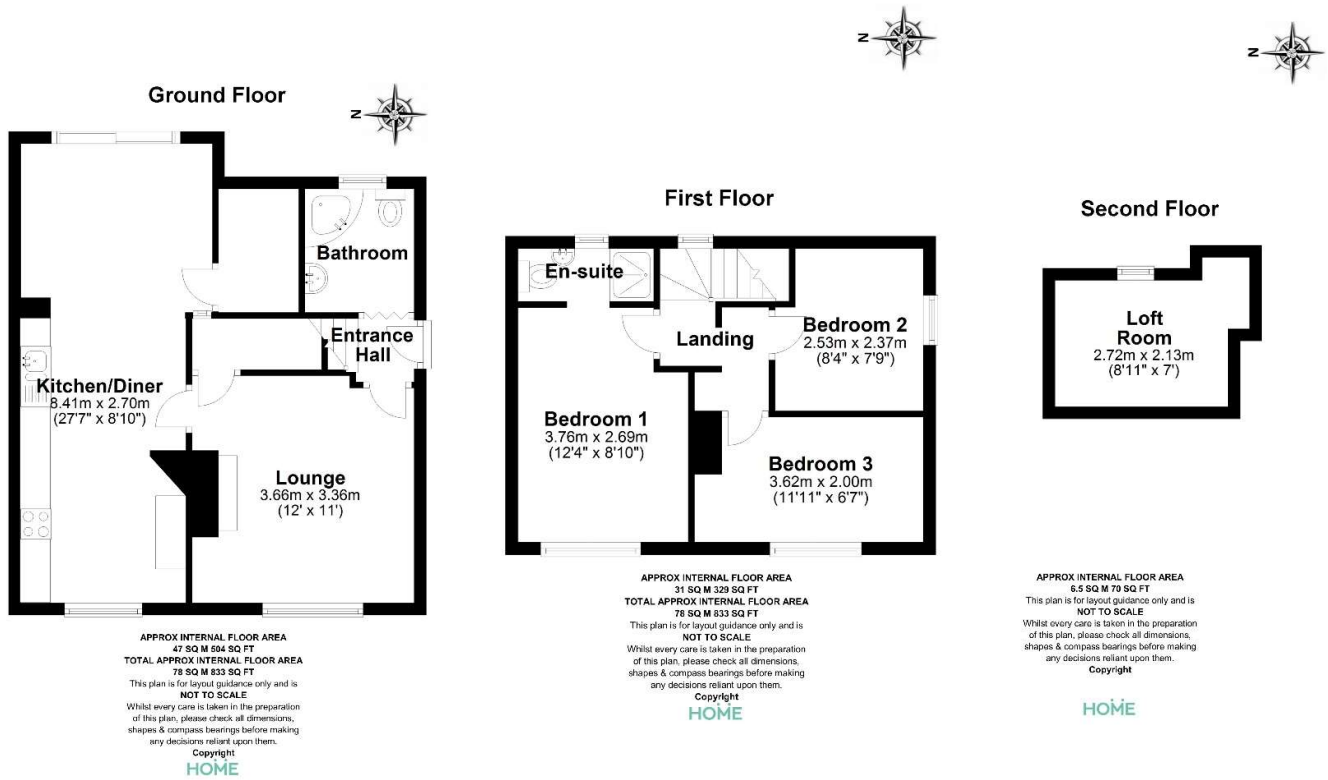 Ground Floor
N
Bathroom
Entrance
Hall
Kitchen/Diner
8.41m x 2.70m
(27'7" x 8'10")
Lounge
3.66m x 3.36m
(12' x 11')
APPROX INTERNAL FLOOR AREA
47 SQ M 504 SQ FT
TOTAL APPROX INTERNAL FLOOR AREA
78 SQ M 833 SQ FT
This plan is for layout guidance only and is
NOT TO SCALE
Whilst every care is taken in the preparation
of this plan, please check all dimensions,
shapes & compass bearings before making
any decisions reliant upon them.
Copyright
HOME
N
First Floor
En-suite
Landing
Bedroom 2
2.53m x 2.37m
(8'4" x 7'9")
Bedroom 1
3.76m x 2.69m
(12'4" x 8'10")
Bedroom 3
3.62m x 2.00m
(11'11" x 6'7")
APPROX INTERNAL FLOOR AREA
31 SQ M 329 SQ FT
TOTAL APPROX INTERNAL FLOOR AREA
78 SQ M 833 SQ FT
This plan is for layout guidance only and is
NOT TO SCALE
Whilst every care is taken in the preparation
of this plan, please check all dimensions,
shapes & compass bearings before making
any decisions reliant upon them.
Copyright
HOME
N
Second Floor
Loft
Room
2.72m x 2.13m
(8'11" x 7')
APPROX INTERNAL FLOOR AREA
6.5 SQ M 70 SQ FT
This plan is for layout guidance only and is
NOT TO SCALE
Whilst every care is taken in the preparation
of this plan, please check all dimensions,
shapes & compass bearings before making
any decisions reliant upon them.
Copyright
HOME